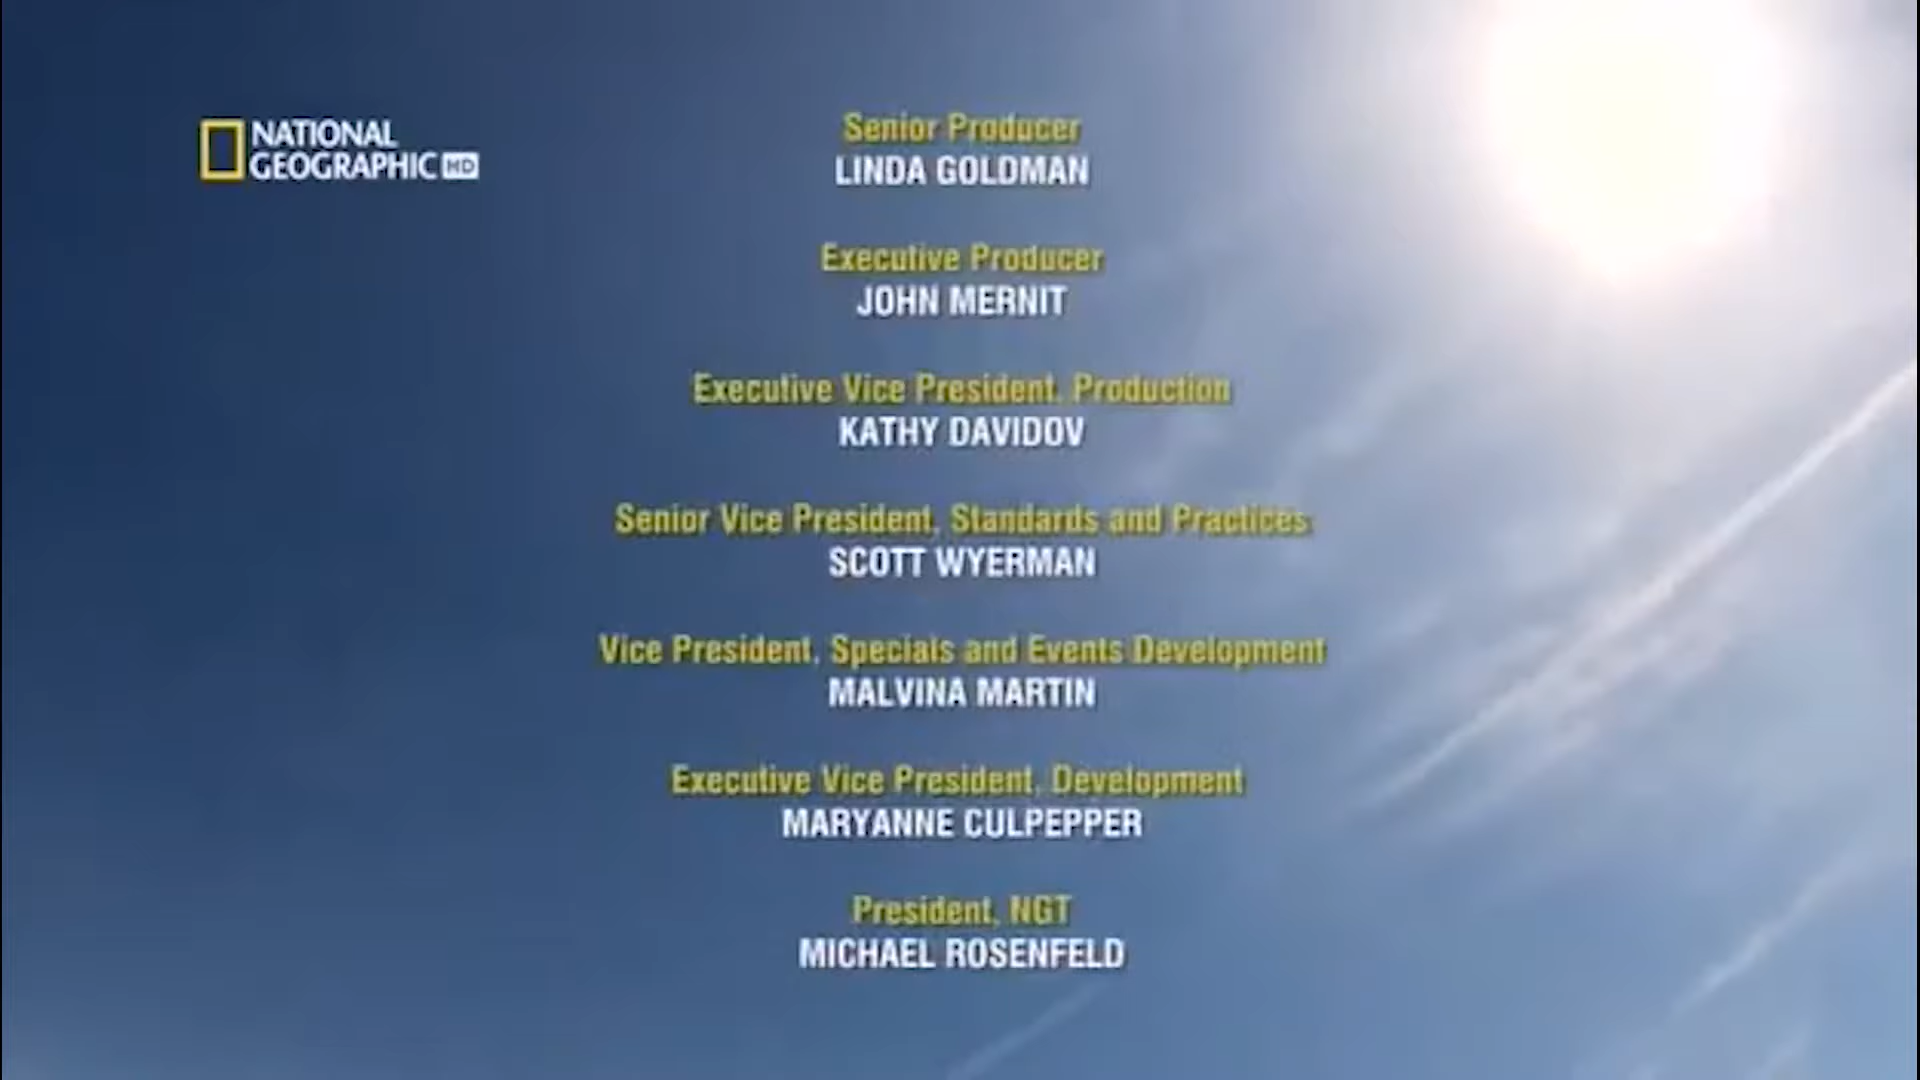 NATIONAL
GEOGRAPHIC HD
Senior Producer
LINDA GOLDMAN
Executive Producer
JOHN MERNIT
Executive Vice President, Production
KATHY DAVIDOV
Senior Vice President, Standards and Practices
SCOTT WYERMAN
Vice President, Specials and Events Development
MALVINA MARTIN
Executive Vice President, Development
MARYANNE CULPEPPER
President, NGT
MICHAEL ROSENFELD